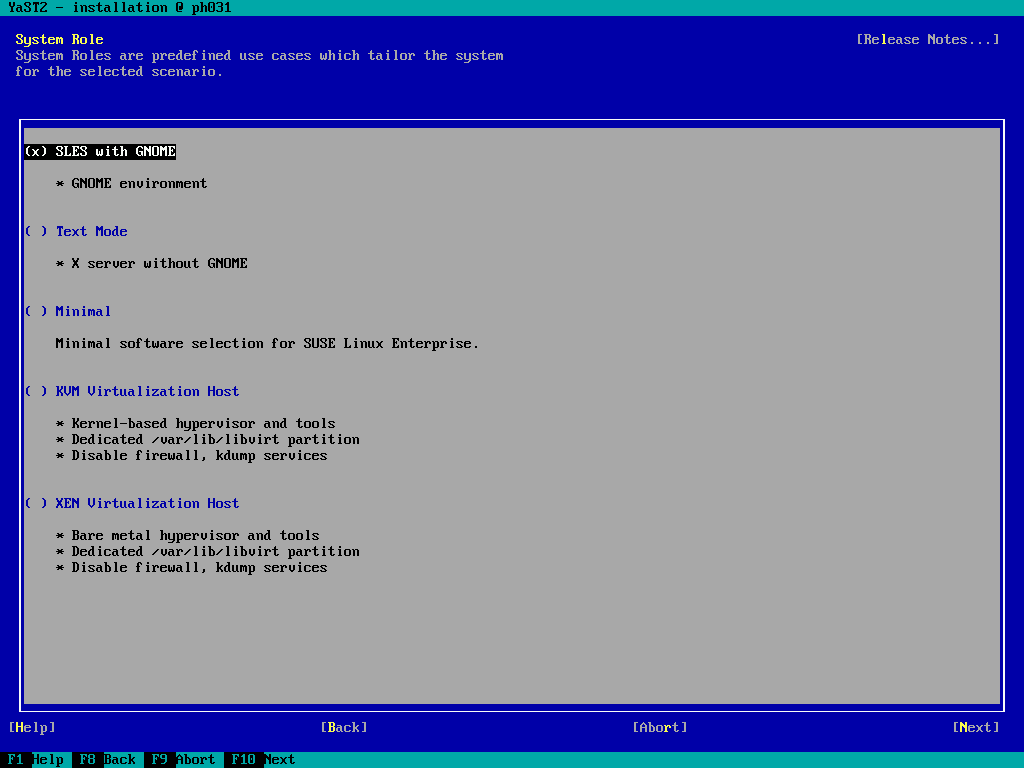 YaST2 - installation @ ph031
System Role [Release Notes...]
System Roles are predefined use cases which tailor the system
for the selected scenario.
(x) SLES with GNOME
* GNOME environment
( ) Text Mode
* X server without GNOME
( ) Minimal
Minimal software selection for SUSE Linux Enterprise.
( ) KVM Virtualization Host
* Kernel-based hypervisor and tools
* Dedicated /var/lib/libvirt partition
* Disable firewall, kdump services
( ) XEN Virtualization Host
* Bare metal hypervisor and tools
* Dedicated /var/lib/libvirt partition
* Disable firewall, kdump services
[Help] [Back] [Abort] [Next]
F1 Help F8 Back F9 Abort F10 Next